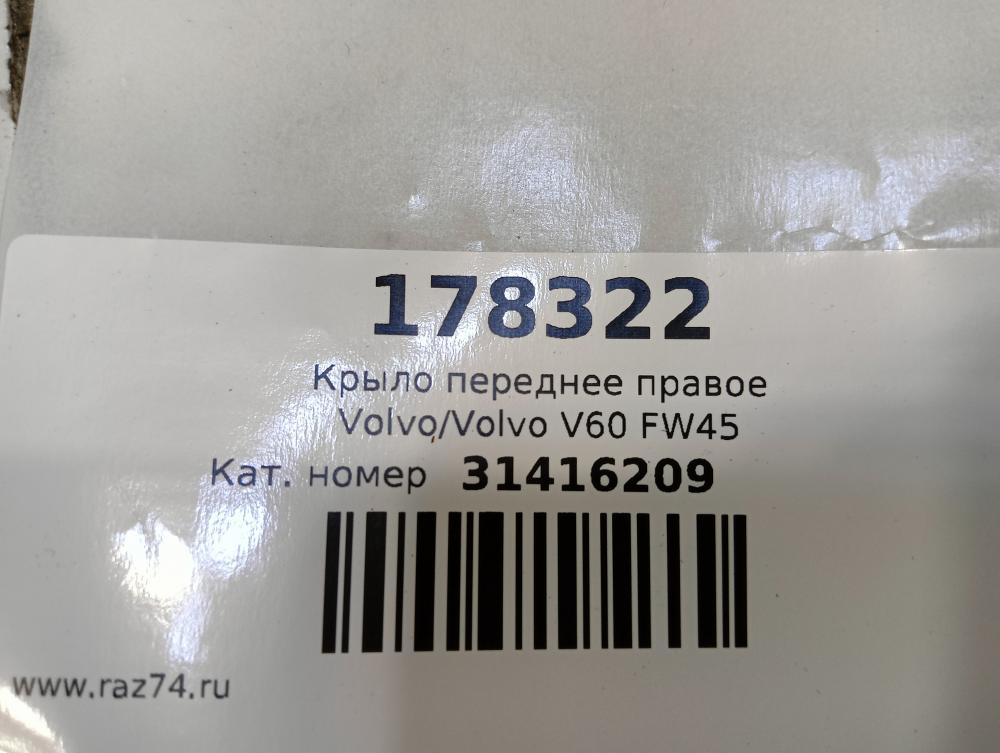 178322
Крыло переднее правое
Volvo/Volvo V60 FW45
Кат. номер 31416209
www.raz74.ru